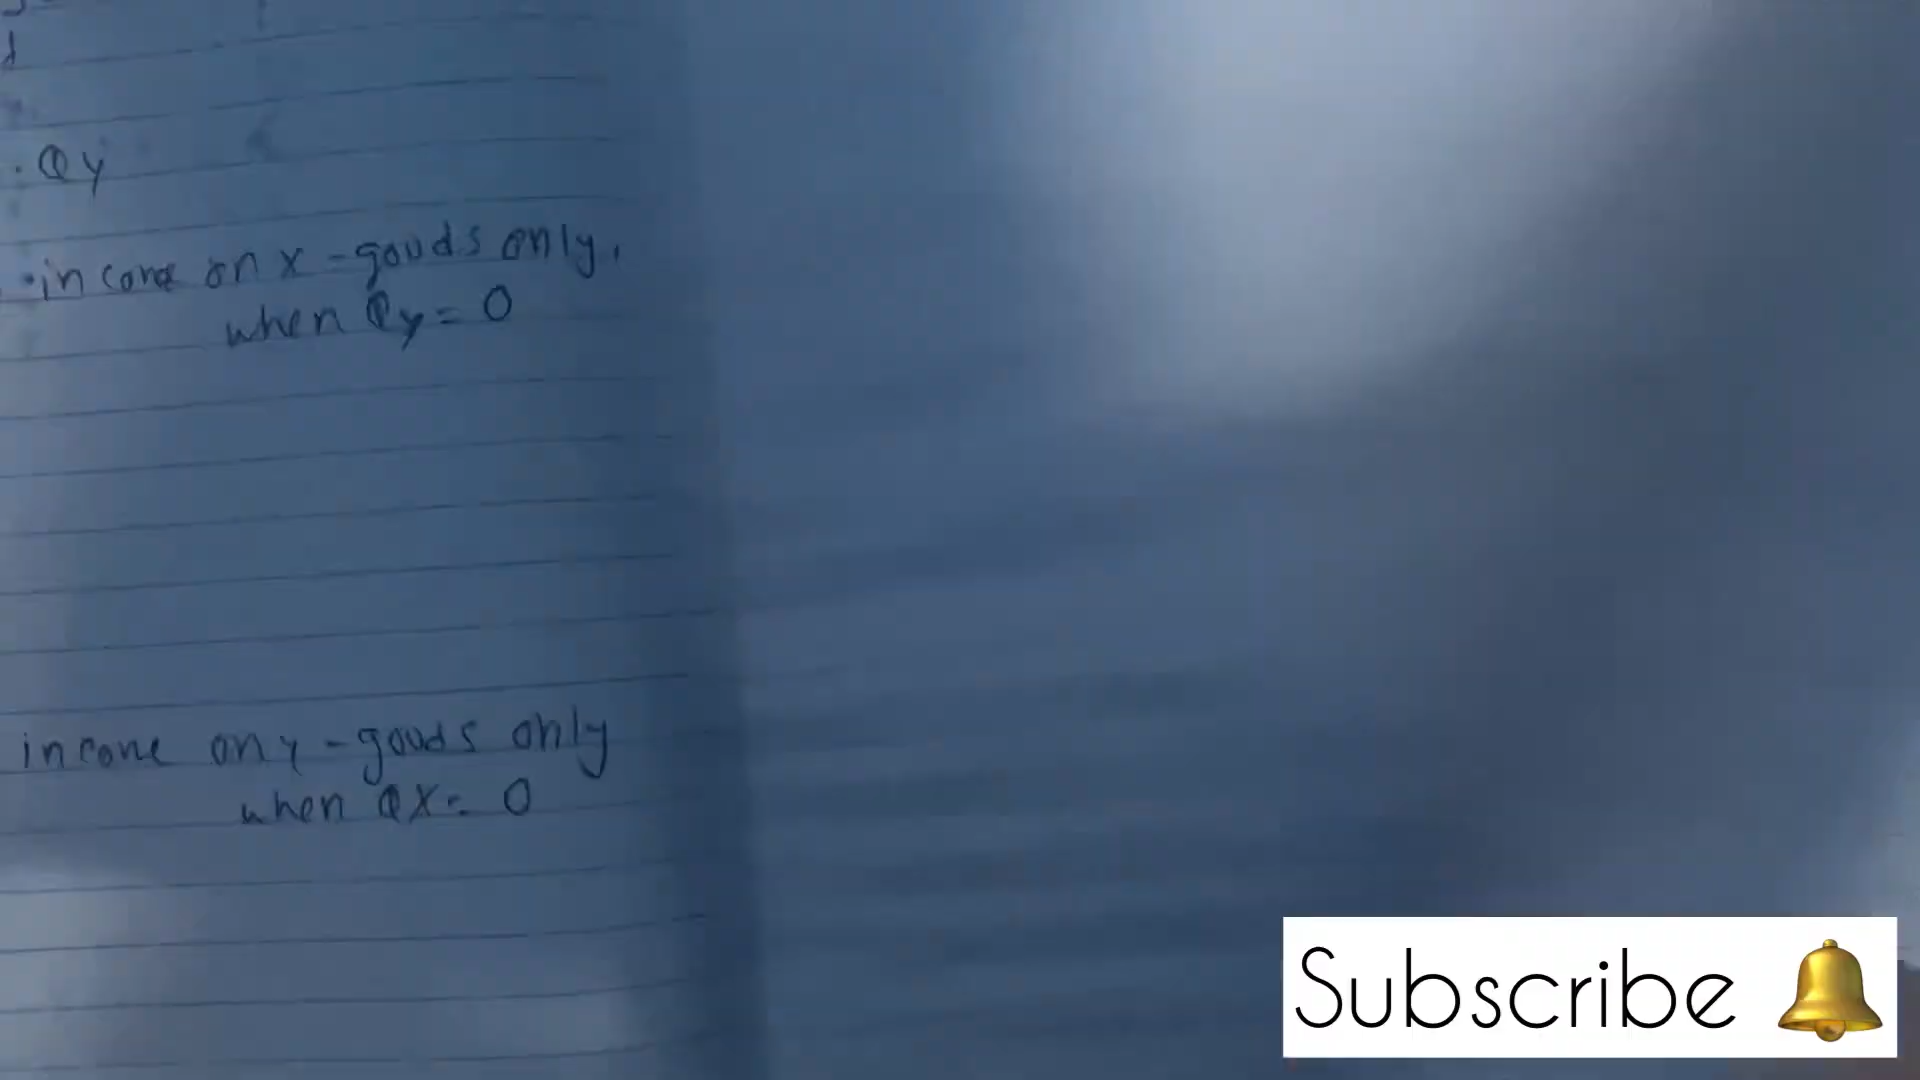 d
. Qy
income on x - goods only.
when Qy = 0
income on y - goods only
when Qx = 0
Subscribe